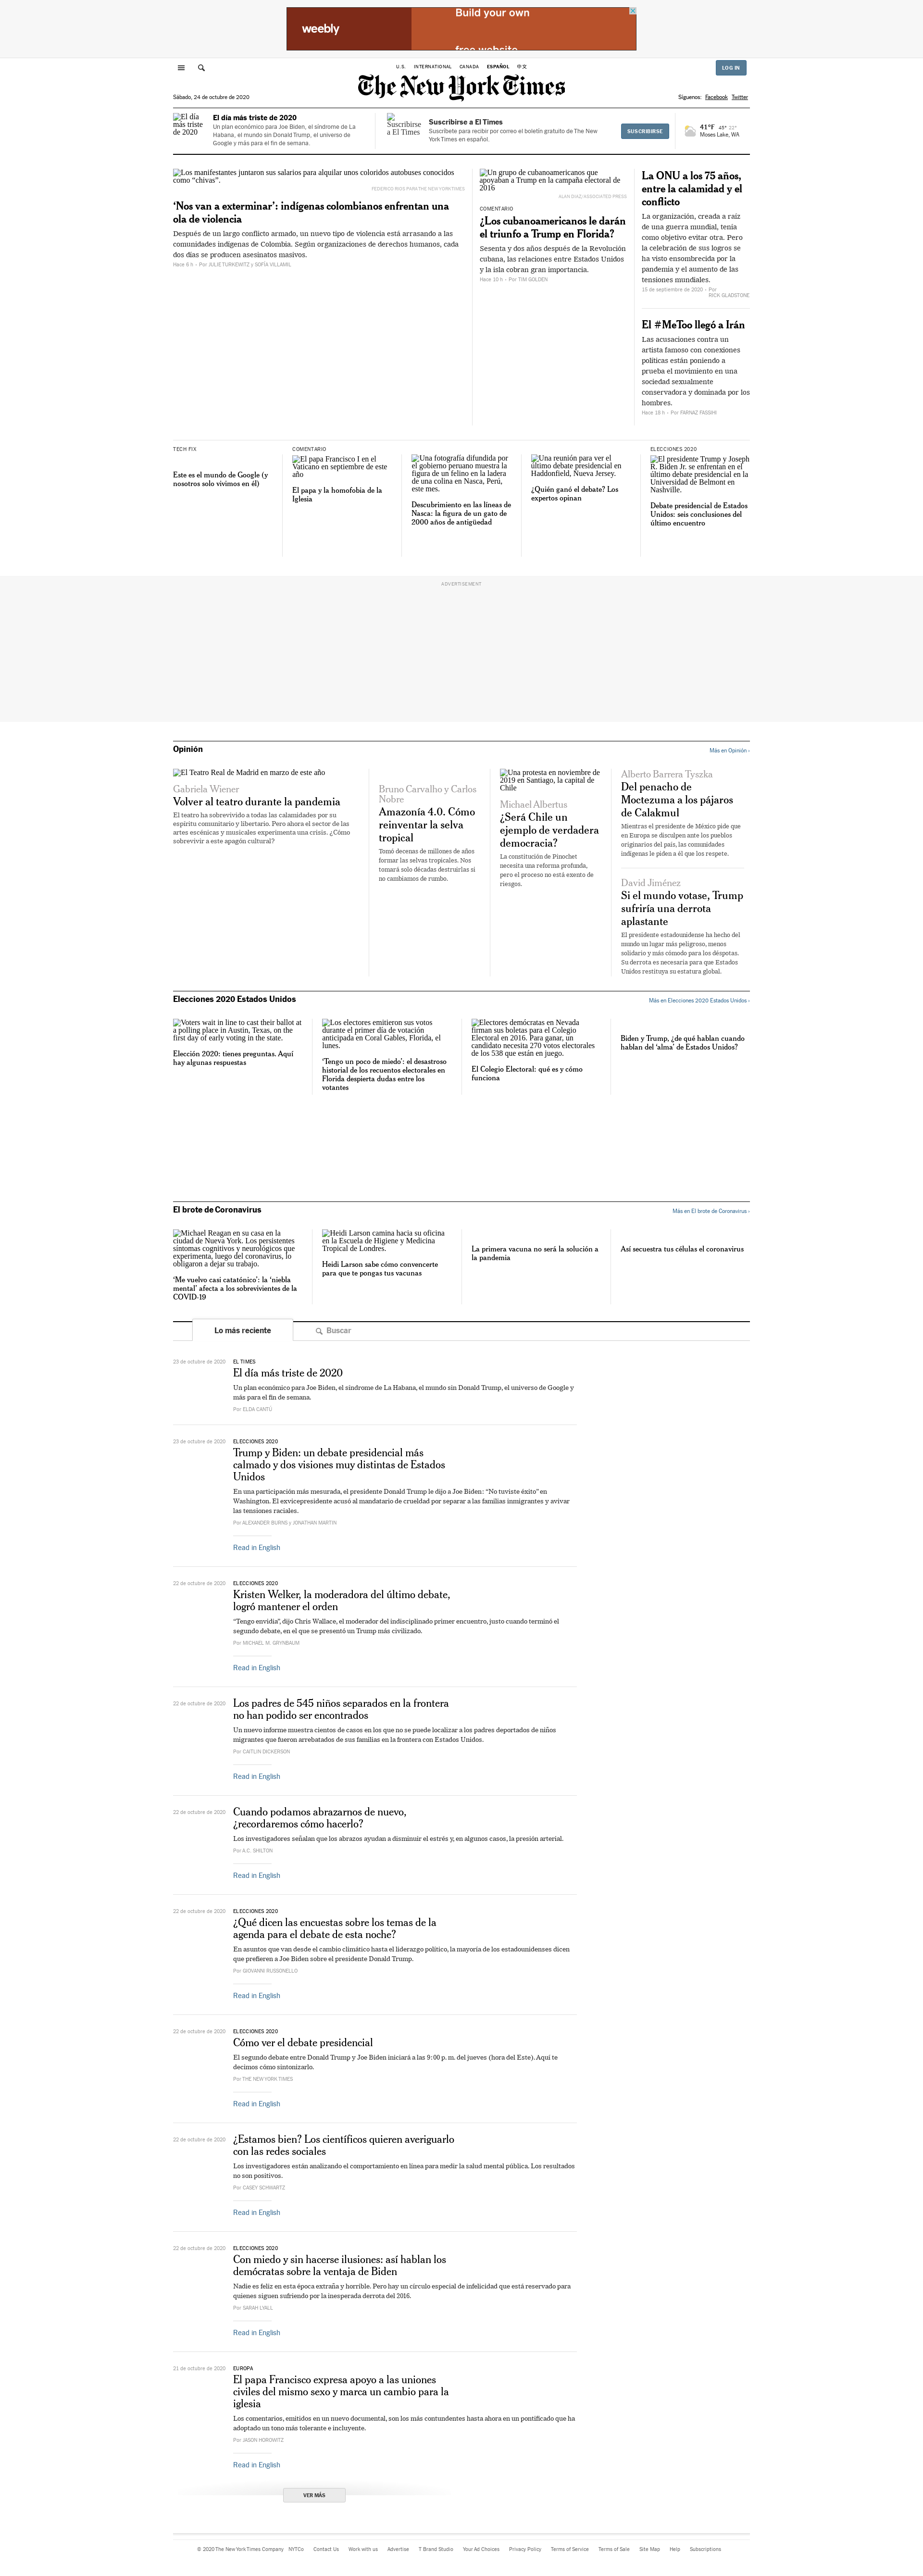 weebly
Build your own
free website
U.S.
INTERNATIONAL
CANADA
ESPAÑOL
中文
LOG IN
The New York Times
Sábado, 24 de octubre de 2020
Síguenos:
Facebook
Twitter
El día más triste de 2020
El día más triste de 2020
Un plan económico para Joe Biden, el síndrome de La
Habana, el mundo sin Donald Trump, el universo de
Google y más para el fin de semana.
Suscribirse a El Times
Suscribirse a El Times
Suscríbete para recibir por correo el boletín gratuito de The New
York Times en español.
SUSCRIBIRSE
41°F 45° 22°
Moses Lake, WA
Los manifestantes juntaron sus salarios para alquilar unos coloridos autobuses conocidos
como “chivas”.
FEDERICO RIOS PARA THE NEW YORK TIMES
‘Nos van a exterminar’: indígenas colombianos enfrentan una
ola de violencia
Después de un largo conflicto armado, un nuevo tipo de violencia está arrasando a las
comunidades indígenas de Colombia. Según organizaciones de derechos humanos, cada
dos días se producen asesinatos masivos.
Hace 6 h - Por JULIE TURKEWITZ y SOFÍA VILLAMIL
Un grupo de cubanoamericanos que
apoyaban a Trump en la campaña electoral de
2016
ALAN DIAZ/ASSOCIATED PRESS
COMENTARIO
¿Los cubanoamericanos le darán
el triunfo a Trump en Florida?
Sesenta y dos años después de la Revolución
cubana, las relaciones entre Estados Unidos
y la isla cobran gran importancia.
Hace 10 h - Por TIM GOLDEN
La ONU a los 75 años,
entre la calamidad y el
conflicto
La organización, creada a raíz
de una guerra mundial, tenía
como objetivo evitar otra. Pero
la celebración de sus logros se
ha visto ensombrecida por la
pandemia y el aumento de las
tensiones mundiales.
15 de septiembre de 2020 - Por
RICK GLADSTONE
El #MeToo llegó a Irán
Las acusaciones contra un
artista famoso con conexiones
políticas están poniendo a
prueba el movimiento en una
sociedad sexualmente
conservadora y dominada por los
hombres.
Hace 18 h - Por FARNAZ FASSIHI
TECH FIX
Este es el mundo de Google (y
nosotros solo vivimos en él)
COMENTARIO
El papa Francisco I en el
Vaticano en septiembre de este
año
El papa y la homofobia de la
Iglesia
Una fotografía difundida por
el gobierno peruano muestra la
figura de un felino en la ladera
de una colina en Nasca, Perú,
este mes.
Descubrimiento en las líneas de
Nasca: la figura de un gato de
2000 años de antigüedad
Una reunión para ver el
último debate presidencial en
Haddonfield, Nueva Jersey.
¿Quién ganó el debate? Los
expertos opinan
ELECCIONES 2020
El presidente Trump y Joseph
R. Biden Jr. se enfrentan en el
último debate presidencial en la
Universidad de Belmont en
Nashville.
Debate presidencial de Estados
Unidos: seis conclusiones del
último encuentro
ADVERTISEMENT
Opinión
Más en Opinión ›
El Teatro Real de Madrid en marzo de este año
Gabriela Wiener
Volver al teatro durante la pandemia
El teatro ha sobrevivido a todas las calamidades por su
espíritu comunitario y liberador. Pero ahora el sector de las
artes escénicas y musicales experimenta una crisis. ¿Cómo
sobrevivir a este apagón cultural?
Bruno Carvalho y Carlos
Nobre
Amazonía 4.0. Cómo
reinventar la selva
tropical
Tomó decenas de millones de años
formar las selvas tropicales. Nos
tomará solo décadas destruirlas si
no cambiamos de rumbo.
Una protesta en noviembre de
2019 en Santiago, la capital de
Chile
Michael Albertus
¿Será Chile un
ejemplo de verdadera
democracia?
La constitución de Pinochet
necesita una reforma profunda,
pero el proceso no está exento de
riesgos.
Alberto Barrera Tyszka
Del penacho de
Moctezuma a los pájaros
de Calakmul
Mientras el presidente de México pide que
en Europa se disculpen ante los pueblos
originarios del país, las comunidades
indígenas le piden a él que los respete.
David Jiménez
Si el mundo votase, Trump
sufriría una derrota
aplastante
El presidente estadounidense ha hecho del
mundo un lugar más peligroso, menos
solidario y más cómodo para los déspotas.
Su derrota es necesaria para que Estados
Unidos restituya su estatura global.
Elecciones 2020 Estados Unidos
Más en Elecciones 2020 Estados Unidos ›
Voters wait in line to cast their ballot at
a polling place in Austin, Texas, on the
first day of early voting in the state.
Elección 2020: tienes preguntas. Aquí
hay algunas respuestas
Los electores emitieron sus votos
durante el primer día de votación
anticipada en Coral Gables, Florida, el
lunes.
‘Tengo un poco de miedo’: el desastroso
historial de los recuentos electorales en
Florida despierta dudas entre los
votantes
Electores demócratas en Nevada
firman sus boletas para el Colegio
Electoral en 2016. Para ganar, un
candidato necesita 270 votos electorales
de los 538 que están en juego.
El Colegio Electoral: qué es y cómo
funciona
Biden y Trump, ¿de qué hablan cuando
hablan del ‘alma’ de Estados Unidos?
El brote de Coronavirus
Más en El brote de Coronavirus ›
Michael Reagan en su casa en la
ciudad de Nueva York. Los persistentes
síntomas cognitivos y neurológicos que
experimenta, luego del coronavirus, lo
obligaron a dejar su trabajo.
‘Me vuelvo casi catatónico’: la ‘niebla
mental’ afecta a los sobrevivientes de la
COVID-19
Heidi Larson camina hacia su oficina
en la Escuela de Higiene y Medicina
Tropical de Londres.
Heidi Larson sabe cómo convencerte
para que te pongas tus vacunas
La primera vacuna no será la solución a
la pandemia
Así secuestra tus células el coronavirus
Lo más reciente
Buscar
23 de octubre de 2020
EL TIMES
El día más triste de 2020
Un plan económico para Joe Biden, el síndrome de La Habana, el mundo sin Donald Trump, el universo de Google y
más para el fin de semana.
Por ELDA CANTÚ
23 de octubre de 2020
ELECCIONES 2020
Trump y Biden: un debate presidencial más
calmado y dos visiones muy distintas de Estados
Unidos
En una participación más mesurada, el presidente Donald Trump le dijo a Joe Biden: “No tuviste éxito” en
Washington. El exvicepresidente acusó al mandatario de crueldad por separar a las familias inmigrantes y avivar
las tensiones raciales.
Por ALEXANDER BURNS y JONATHAN MARTIN
Read in English
22 de octubre de 2020
ELECCIONES 2020
Kristen Welker, la moderadora del último debate,
logró mantener el orden
“Tengo envidia”, dijo Chris Wallace, el moderador del indisciplinado primer encuentro, justo cuando terminó el
segundo debate, en el que se presentó un Trump más civilizado.
Por MICHAEL M. GRYNBAUM
Read in English
22 de octubre de 2020
Los padres de 545 niños separados en la frontera
no han podido ser encontrados
Un nuevo informe muestra cientos de casos en los que no se puede localizar a los padres deportados de niños
migrantes que fueron arrebatados de sus familias en la frontera con Estados Unidos.
Por CAITLIN DICKERSON
Read in English
22 de octubre de 2020
Cuando podamos abrazarnos de nuevo,
¿recordaremos cómo hacerlo?
Los investigadores señalan que los abrazos ayudan a disminuir el estrés y, en algunos casos, la presión arterial.
Por A.C. SHILTON
Read in English
22 de octubre de 2020
ELECCIONES 2020
¿Qué dicen las encuestas sobre los temas de la
agenda para el debate de esta noche?
En asuntos que van desde el cambio climático hasta el liderazgo político, la mayoría de los estadounidenses dicen
que prefieren a Joe Biden sobre el presidente Donald Trump.
Por GIOVANNI RUSSONELLO
Read in English
22 de octubre de 2020
ELECCIONES 2020
Cómo ver el debate presidencial
El segundo debate entre Donald Trump y Joe Biden iniciará a las 9:00 p. m. del jueves (hora del Este). Aquí te
decimos cómo sintonizarlo.
Por THE NEW YORK TIMES
Read in English
22 de octubre de 2020
¿Estamos bien? Los científicos quieren averiguarlo
con las redes sociales
Los investigadores están analizando el comportamiento en línea para medir la salud mental pública. Los resultados
no son positivos.
Por CASEY SCHWARTZ
Read in English
22 de octubre de 2020
ELECCIONES 2020
Con miedo y sin hacerse ilusiones: así hablan los
demócratas sobre la ventaja de Biden
Nadie es feliz en esta época extraña y horrible. Pero hay un círculo especial de infelicidad que está reservado para
quienes siguen sufriendo por la inesperada derrota del 2016.
Por SARAH LYALL
Read in English
21 de octubre de 2020
EUROPA
El papa Francisco expresa apoyo a las uniones
civiles del mismo sexo y marca un cambio para la
iglesia
Los comentarios, emitidos en un nuevo documental, son los más contundentes hasta ahora en un pontificado que ha
adoptado un tono más tolerante e incluyente.
Por JASON HOROWITZ
Read in English
VER MÁS
© 2020 The New York Times Company
NYTCo
Contact Us
Work with us
Advertise
T Brand Studio
Your Ad Choices
Privacy Policy
Terms of Service
Terms of Sale
Site Map
Help
Subscriptions